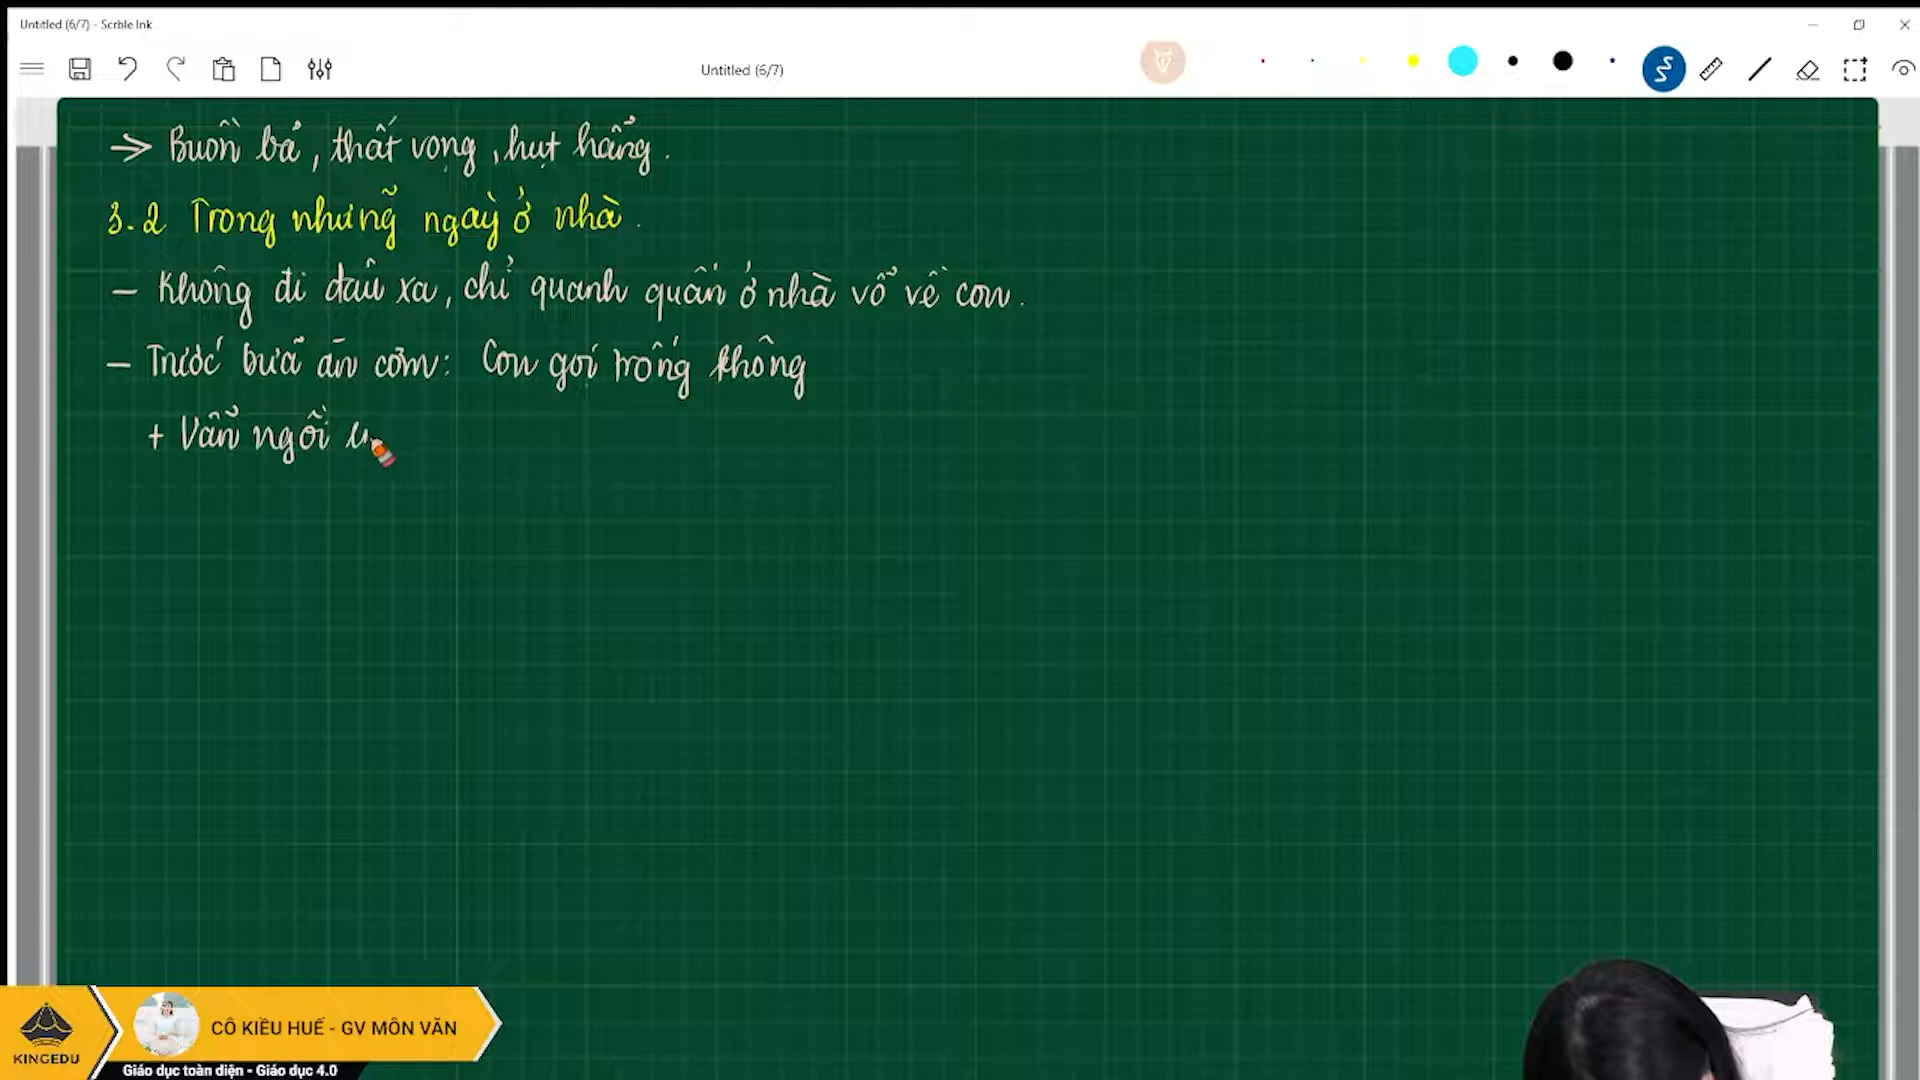 Untitled (6/7) - Scrble Ink
Untitled (6/7)
→ Buồn bã, thất vọng, hụt hẫng.
3.2 Trong những ngày ở nhà.
- Không đi đâu xa, chỉ quanh quẩn ở nhà vỗ về con.
- Trước bữa ăn cơm: Con gọi trống không
+ Vẫn ngồi i
CÔ KIỀU HUẾ - GV MÔN VĂN
KINGEDU
Giáo dục toàn diện - Giáo dục 4.0